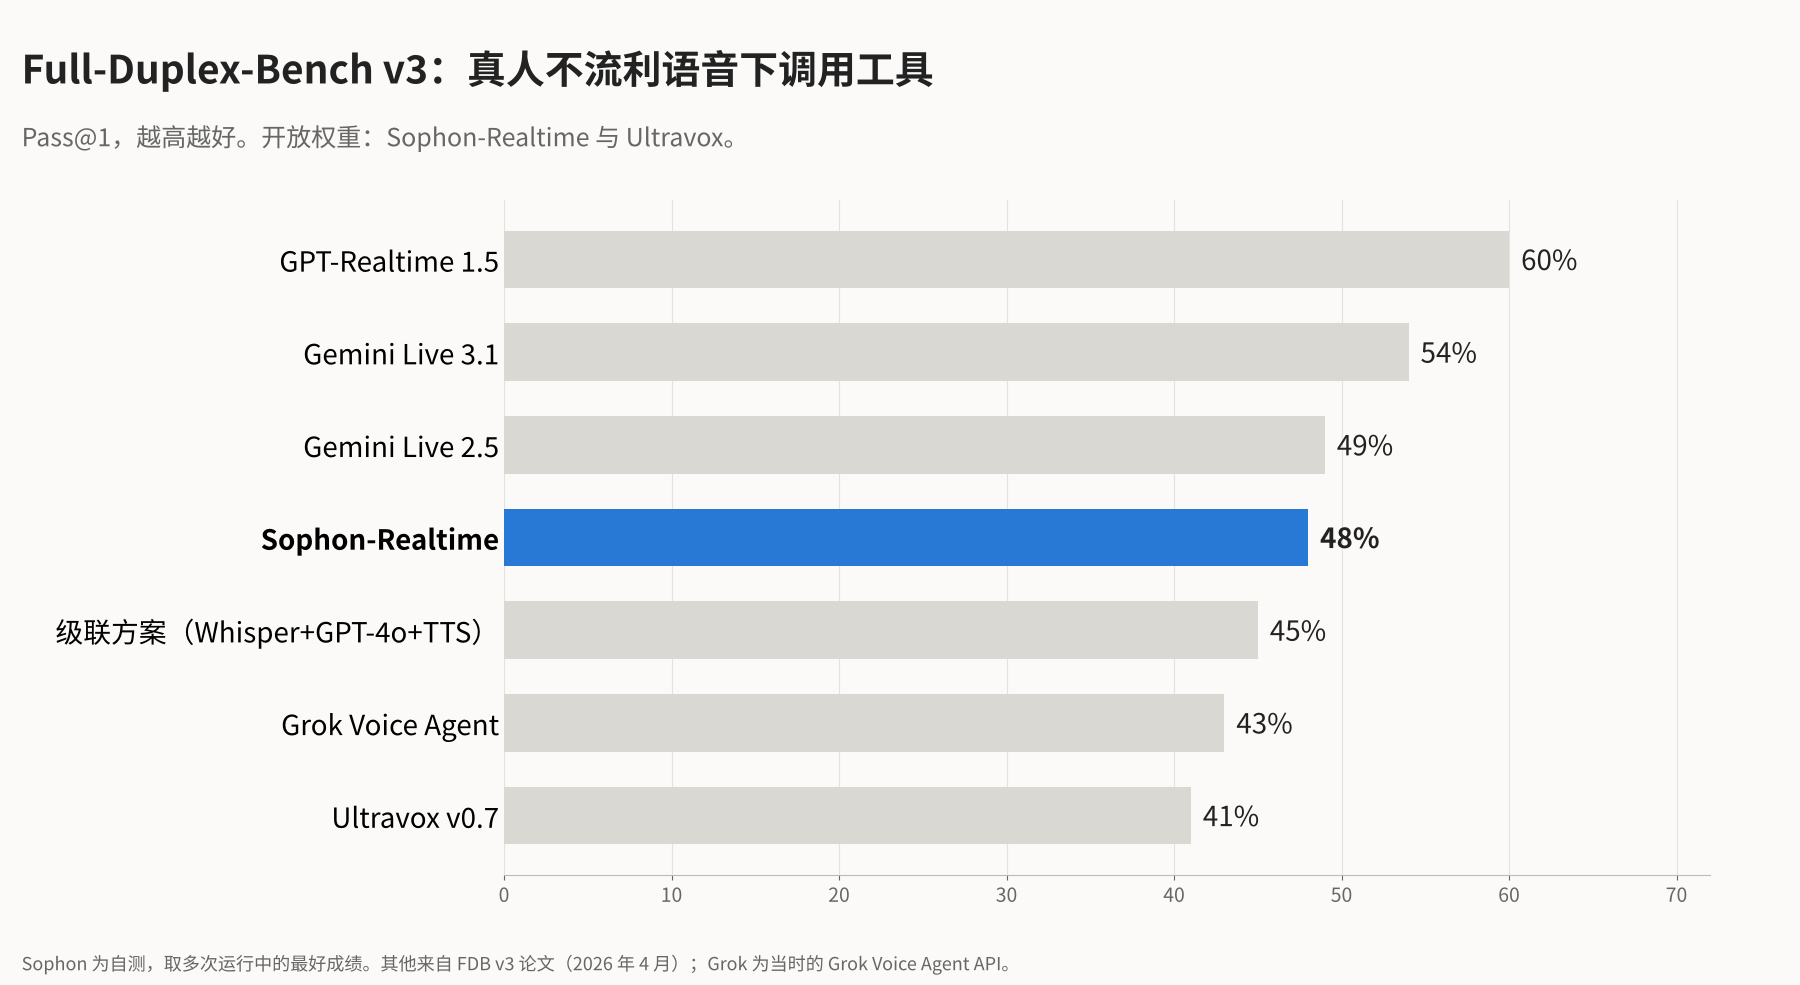 Full-Duplex-Bench v3：真人不流利语音下调用工具
Pass@1，越高越好。开放权重：Sophon-Realtime 与 Ultravox。
GPT-Realtime 1.5 60%
Gemini Live 3.1 54%
Gemini Live 2.5 49%
Sophon-Realtime 48%
级联方案（Whisper+GPT-4o+TTS） 45%
Grok Voice Agent 43%
Ultravox v0.7 41%
0 10 20 30 40 50 60 70
Sophon 为自测，取多次运行中的最好成绩。其他来自 FDB v3 论文（2026 年 4 月）；Grok 为当时的 Grok Voice Agent API。